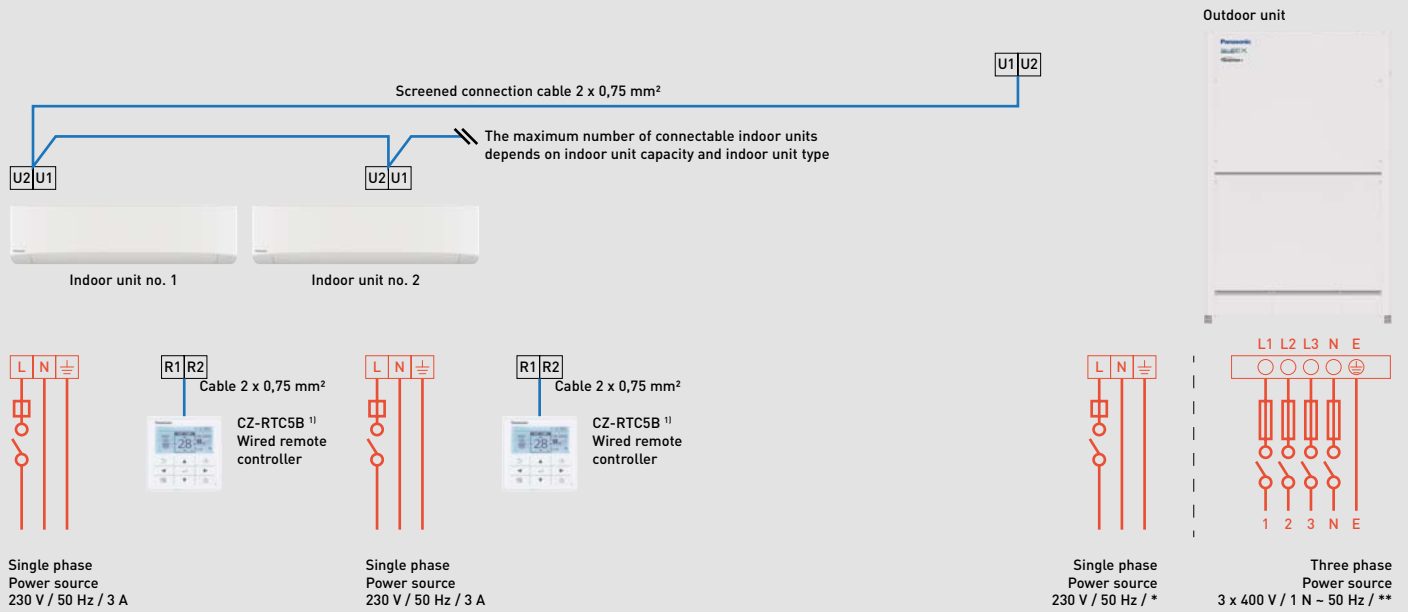 Outdoor unit
Panasonic
U1 U2
Screened connection cable 2 x 0,75 mm²
The maximum number of connectable indoor units
depends on indoor unit capacity and indoor unit type
U2 U1
U2 U1
Indoor unit no. 1
Indoor unit no. 2
L N
R1 R2
Cable 2 x 0,75 mm²
CZ-RTC5B ¹⁾
Wired remote
controller
28
L N
R1 R2
Cable 2 x 0,75 mm²
CZ-RTC5B ¹⁾
Wired remote
controller
28
L N
L1 L2 L3 N E
1 2 3 N E
Single phase
Power source
230 V / 50 Hz / 3 A
Single phase
Power source
230 V / 50 Hz / 3 A
Single phase
Power source
230 V / 50 Hz / *
Three phase
Power source
3 x 400 V / 1 N ~ 50 Hz / **